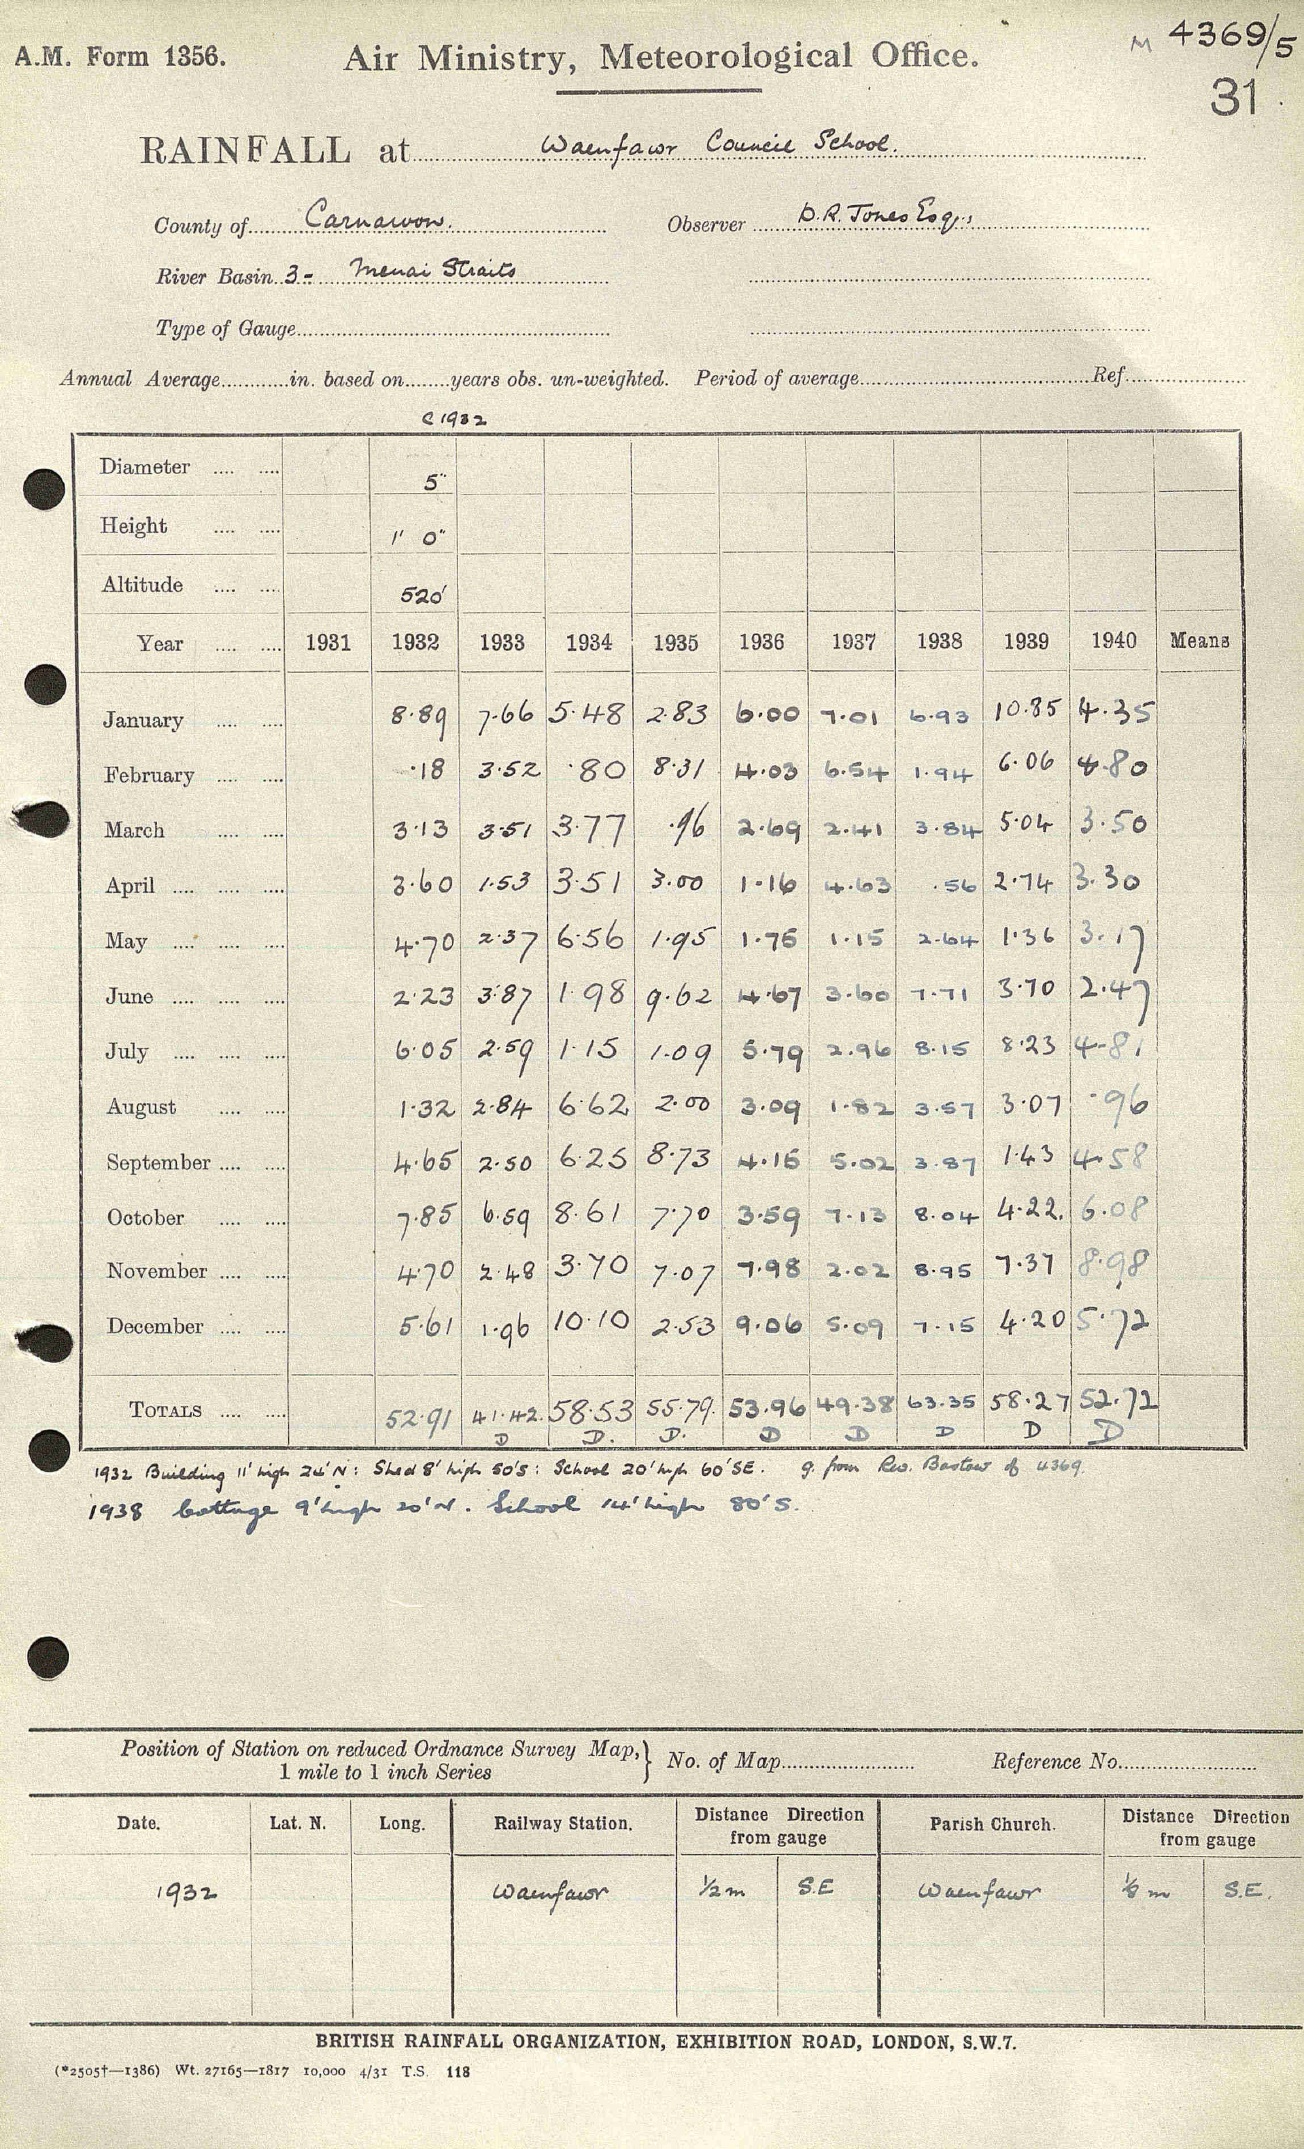 M 4369/5
A.M. Form 1356. Air Ministry, Meteorological Office.
31
RAINFALL at Waenfawr Council School.
County of Carnarvon. Observer D.R. Jones Esq.,
River Basin 3- Menai Straits
Type of Gauge
Annual Average in. based on years obs. un-weighted. Period of average Ref.
c 1932
Diameter 5"
Height 1' 0"
Altitude 520'
Year 1931 1932 1933 1934 1935 1936 1937 1938 1939 1940 Means
January 8.89 7.66 5.48 2.83 6.00 7.01 6.93 10.85 4.35
February .18 3.52 .80 8.31 4.03 6.54 1.94 6.06 4.80
March 3.13 3.51 3.77 .96 2.69 2.41 3.84 5.04 3.50
April 3.60 1.53 3.51 3.00 1.16 4.63 .56 2.74 3.30
May 4.70 2.37 6.56 1.95 1.75 1.15 2.64 1.36 3.17
June 2.23 3.87 1.98 9.62 4.67 3.60 7.71 3.70 2.47
July 6.05 2.59 1.15 1.09 5.79 2.96 8.15 8.23 4.81
August 1.32 2.84 6.62 2.00 3.09 1.82 3.57 3.07 .96
September 4.65 2.50 6.25 8.73 4.15 5.02 3.87 1.43 4.58
October 7.85 6.59 8.61 7.70 3.59 7.13 8.04 4.22 6.08
November 4.70 2.48 3.70 7.07 7.98 2.02 8.95 7.37 8.98
December 5.61 1.96 10.10 2.53 9.06 5.09 7.15 4.20 5.72
TOTALS 52.91 41.42 58.53 55.79 53.96 49.38 63.35 58.27 52.72
D D. D. D D D D D
1932 Building 11' high 24' N: Shed 8' high 50' S: School 20' high 60' SE. g. from Rev. Bastow of 4369.
1938 Cottage 9' high 20' N. School 14' high 80' S.
Position of Station on reduced Ordnance Survey Map, 1 mile to 1 inch Series } No. of Map Reference No.
Date. Lat. N. Long. Railway Station. Distance Direction from gauge Parish Church. Distance Direction from gauge
1932 Waenfawr 1/2 m S.E Waenfawr 1/8 m S.E.
BRITISH RAINFALL ORGANIZATION, EXHIBITION ROAD, LONDON, S.W.7.
(*2505†—1386) Wt. 27165—1817 10,000 4/31 T.S. 118